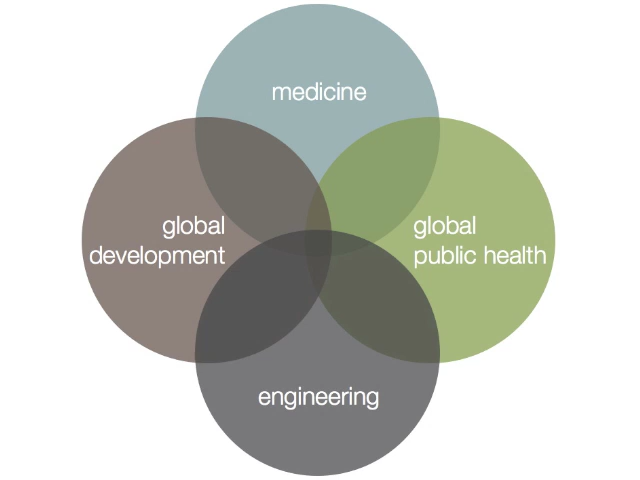 medicine
global
development
global
public health
engineering